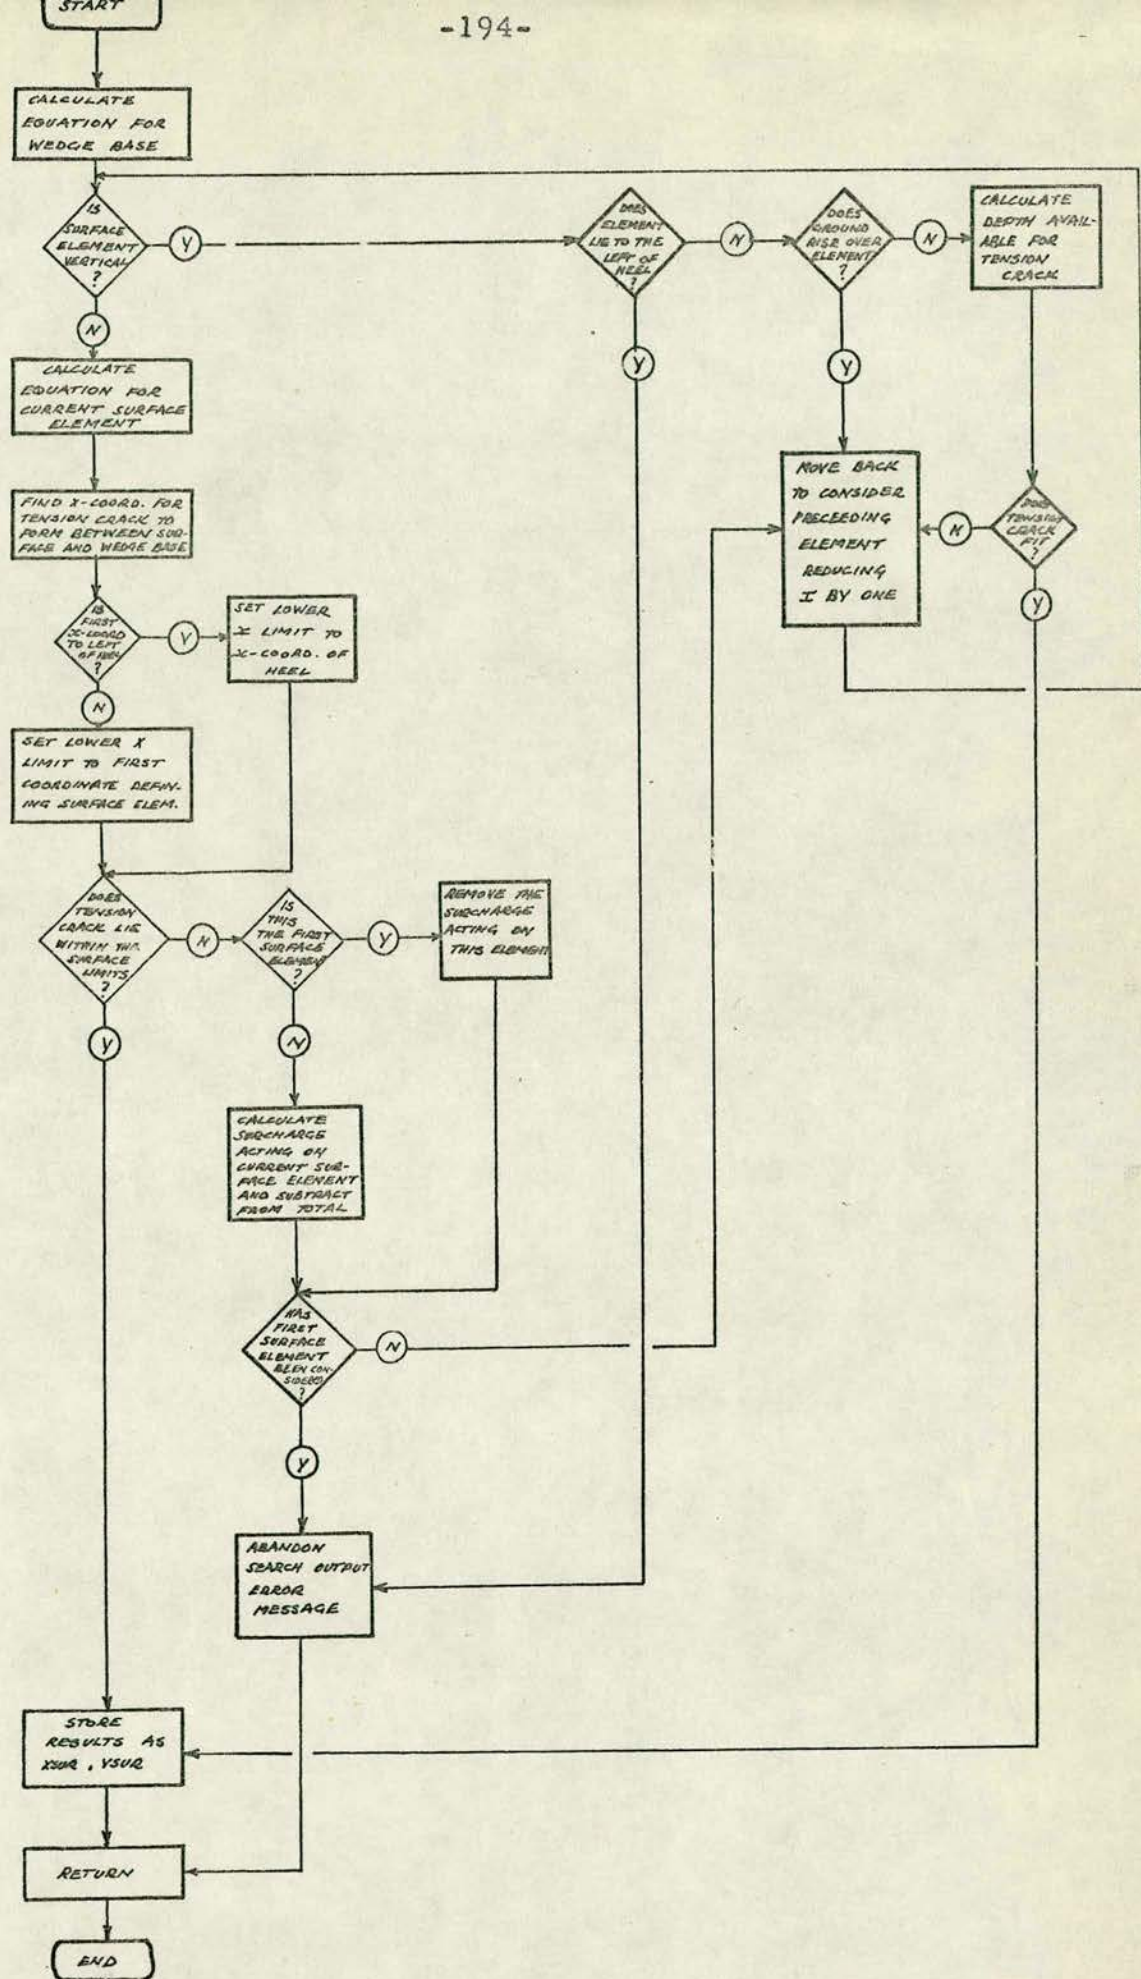 -194-
START
CALCULATE
EQUATION FOR
WEDGE BASE
IS
SURFACE
ELEMENT
VERTICAL
?
Y
DOES
ELEMENT
LIE TO THE
LEFT OF
HEEL
?
N
DOES
GROUND
RISE OVER
ELEMENT
?
N
CALCULATE
DEPTH AVAIL-
ABLE FOR
TENSION
CRACK
N
Y
Y
CALCULATE
EQUATION FOR
CURRENT SURFACE
ELEMENT
MOVE BACK
TO CONSIDER
PRECEEDING
ELEMENT
REDUCING
I BY ONE
N
DOES
TENSION
CRACK
FIT
?
Y
FIND X-COORD. FOR
TENSION CRACK TO
FORM BETWEEN SUR-
FACE AND WEDGE BASE
IS
FIRST
X-COORD
TO LEFT
OF HEEL
?
Y
SET LOWER
X LIMIT TO
X-COORD. OF
HEEL
N
SET LOWER X
LIMIT TO FIRST
COORDINATE DEFIN-
ING SURFACE ELEM.
DOES
TENSION
CRACK LIE
WITHIN THE
SURFACE
LIMITS
?
N
IS
THIS
THE FIRST
SURFACE
ELEMENT
?
Y
REMOVE THE
SURCHARGE
ACTING ON
THIS ELEMENT
Y
N
CALCULATE
SURCHARGE
ACTING ON
CURRENT SUR-
FACE ELEMENT
AND SUBTRACT
FROM TOTAL
HAS
FIRST
SURFACE
ELEMENT
BEEN CON-
SIDERED
?
N
Y
ABANDON
SEARCH OUTPUT
ERROR
MESSAGE
STORE
RESULTS AS
XSUR, YSUR
RETURN
END